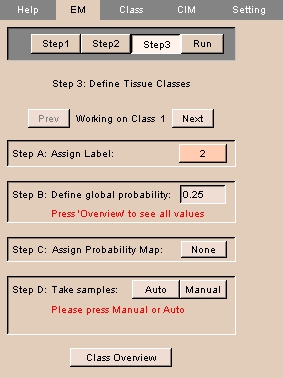 Help EM Class CIM Setting
Step1 Step2 Step3 Run
Step 3: Define Tissue Classes
Prev Working on Class 1 Next
Step A: Assign Label: 2
Step B: Define global probability: 0.25
Press 'Overview' to see all values
Step C: Assign Probability Map: None
Step D: Take samples: Auto Manual
Please press Manual or Auto
Class Overview